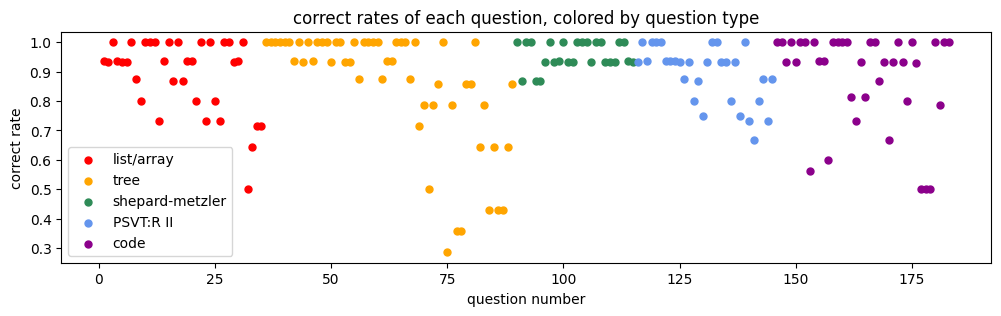 correct rates of each question, colored by question type
1.0
0.9
0.8
0.7
0.6
0.5
0.4
0.3
correct rate
list/array
tree
shepard-metzler
PSVT:R II
code
0 25 50 75 100 125 150 175
question number